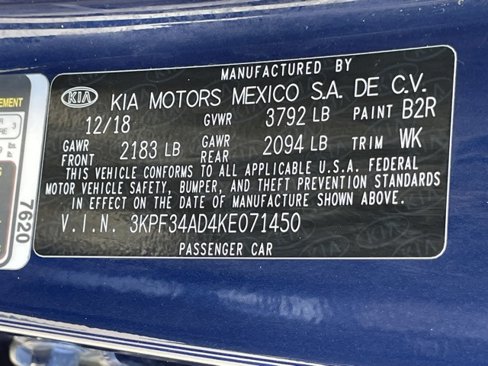 MANUFACTURED BY
KIA KIA MOTORS MEXICO S.A. DE C.V.
12/18 GVWR 3792 LB PAINT B2R
GAWR FRONT 2183 LB GAWR REAR 2094 LB TRIM WK
THIS VEHICLE CONFORMS TO ALL APPLICABLE U.S.A. FEDERAL
MOTOR VEHICLE SAFETY, BUMPER, AND THEFT PREVENTION STANDARDS
IN EFFECT ON THE DATE OF MANUFACTURE SHOWN ABOVE.
V.I.N. 3KPF34AD4KE071450
PASSENGER CAR
7620